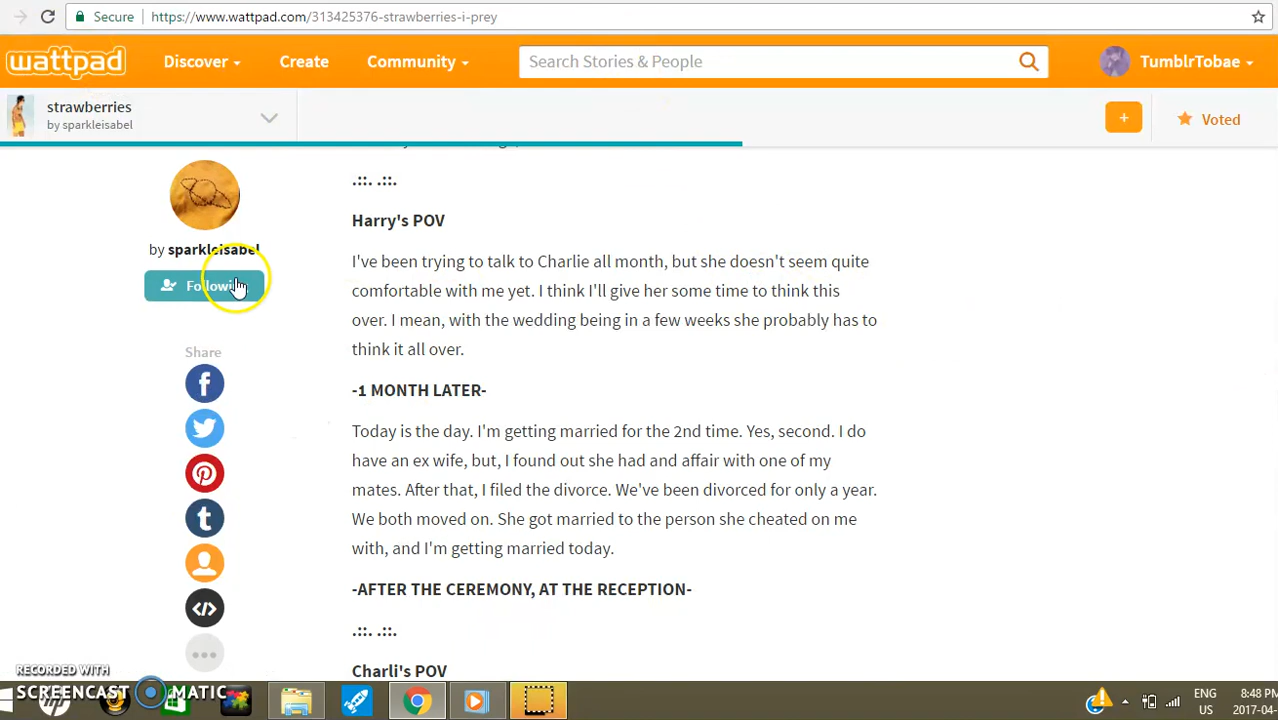 Secure https://www.wattpad.com/313425376-strawberries-i-prey
wattpad Discover Create Community Search Stories & People TumblrTobae
strawberries
by sparkleisabel
+ Voted
.::. .::.
Harry's POV
by sparkleisabel
I've been trying to talk to Charlie all month, but she doesn't seem quite
Followi
comfortable with me yet. I think I'll give her some time to think this
over. I mean, with the wedding being in a few weeks she probably has to
Share
think it all over.
-1 MONTH LATER-
Today is the day. I'm getting married for the 2nd time. Yes, second. I do
have an ex wife, but, I found out she had and affair with one of my
mates. After that, I filed the divorce. We've been divorced for only a year.
We both moved on. She got married to the person she cheated on me
with, and I'm getting married today.
-AFTER THE CEREMONY, AT THE RECEPTION-
.::. .::.
Charli's POV
RECORDED WITH
SCREENCAST MATIC
ENG 8:48 PM
US 2017-04-